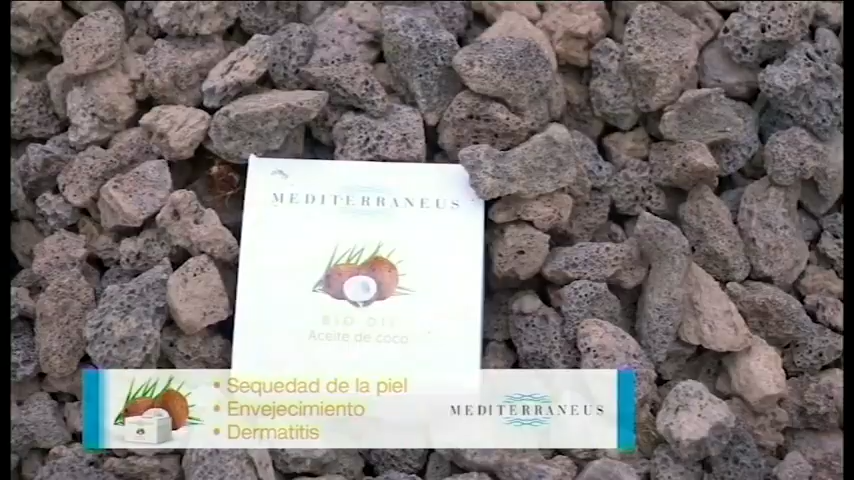 MEDITERRANEUS
BIO OIL
Aceite de coco
• Sequedad de la piel
• Envejecimiento
• Dermatitis
MEDITERRANEUS